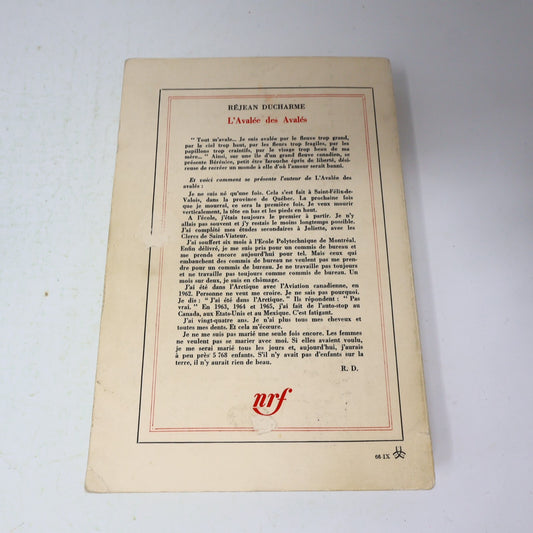 RÉJEAN DUCHARME
L'Avalée des Avalés
" Tout m'avale... Je suis avalée par le fleuve trop grand,
par le ciel trop haut, par les fleurs trop fragiles, par les
papillons trop craintifs, par le visage trop beau de ma
mère... " Ainsi, sur une île d'un grand fleuve canadien, se
présente Bérénice, petit être farouche épris de liberté, dési-
reuse de recréer un monde à elle d'où l'amour serait banni.
Et voici comment se présente l'auteur de L'Avalée des
avalés :
Je ne suis né qu'une fois. Cela s'est fait à Saint-Félix-de-
Valois, dans la province de Québec. La prochaine fois
que je mourrai, ce sera la première fois. Je veux mourir
verticalement, la tête en bas et les pieds en haut.
A l'école, j'étais toujours le premier à partir. Je n'y
allais pas souvent et j'y restais le moins longtemps possible.
J'ai complété mes études secondaires à Joliette, avec les
Clercs de Saint-Viateur.
J'ai souffert six mois à l'Ecole Polytechnique de Montréal.
Enfin délivré, je me suis pris pour un commis de bureau et
me prends encore aujourd'hui pour tel. Mais ceux qui
embauchent des commis de bureau ne veulent pas me pren-
dre pour un commis de bureau. Je ne travaille pas toujours
et ne travaille pas toujours comme commis de bureau. Un
mois sur deux, je suis en chômage.
J'ai été dans l'Arctique avec l'Aviation canadienne, en
1962. Personne ne veut me croire. Je ne sais pas pourquoi.
Je dis : " J'ai été dans l'Arctique. " Ils répondent : " Pas
vrai. " En 1963, 1964 et 1965, j'ai fait de l'auto-stop au
Canada, aux Etats-Unis et au Mexique. C'est fatigant.
J'ai vingt-quatre ans. Je n'ai plus tous mes cheveux et
toutes mes dents. Et cela m'écœure.
Je ne me suis pas marié une seule fois encore. Les femmes
ne veulent pas se marier avec moi. Si elles avaient voulu,
je me serai marié tous les jours et, aujourd'hui, j'aurais
à peu près 5 768 enfants. S'il n'y avait pas d'enfants sur la
terre, il n'y aurait rien de beau.
R. D.
nrf
66 IX